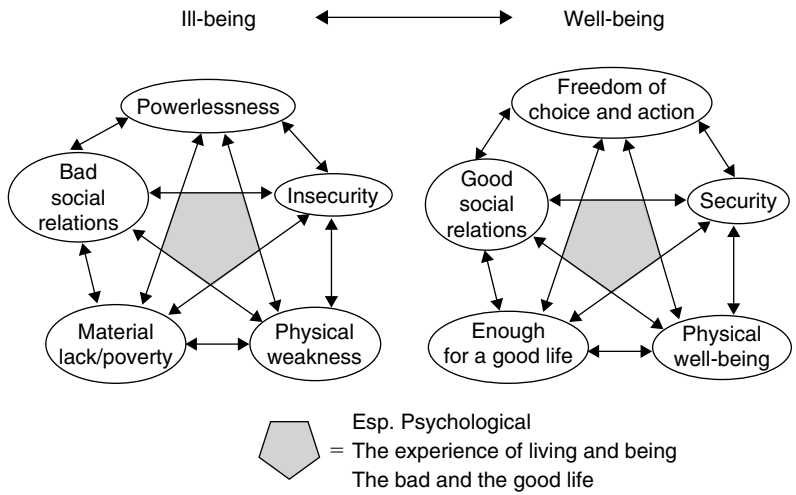 Ill-being
Well-being
Powerlessness
Bad
social
relations
Insecurity
Material
lack/poverty
Physical
weakness
Freedom of
choice and action
Good
social
relations
Security
Enough
for a good life
Physical
well-being
Esp. Psychological
= The experience of living and being
The bad and the good life